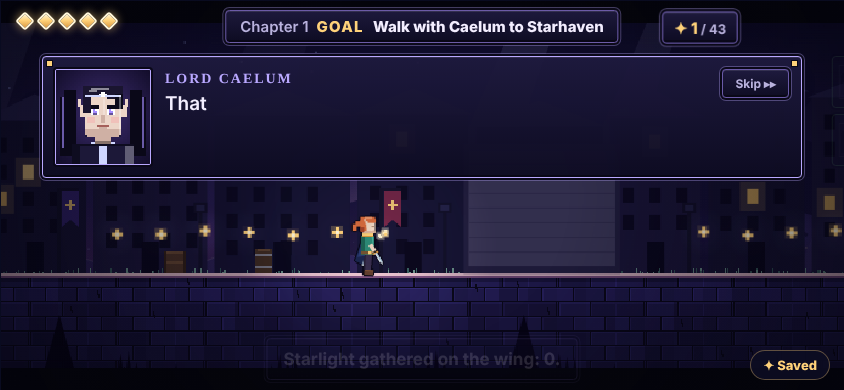 Chapter 1 GOAL Walk with Caelum to Starhaven
1 / 43
LORD CAELUM
Skip
That
Starlight gathered on the wing: 0.
Saved